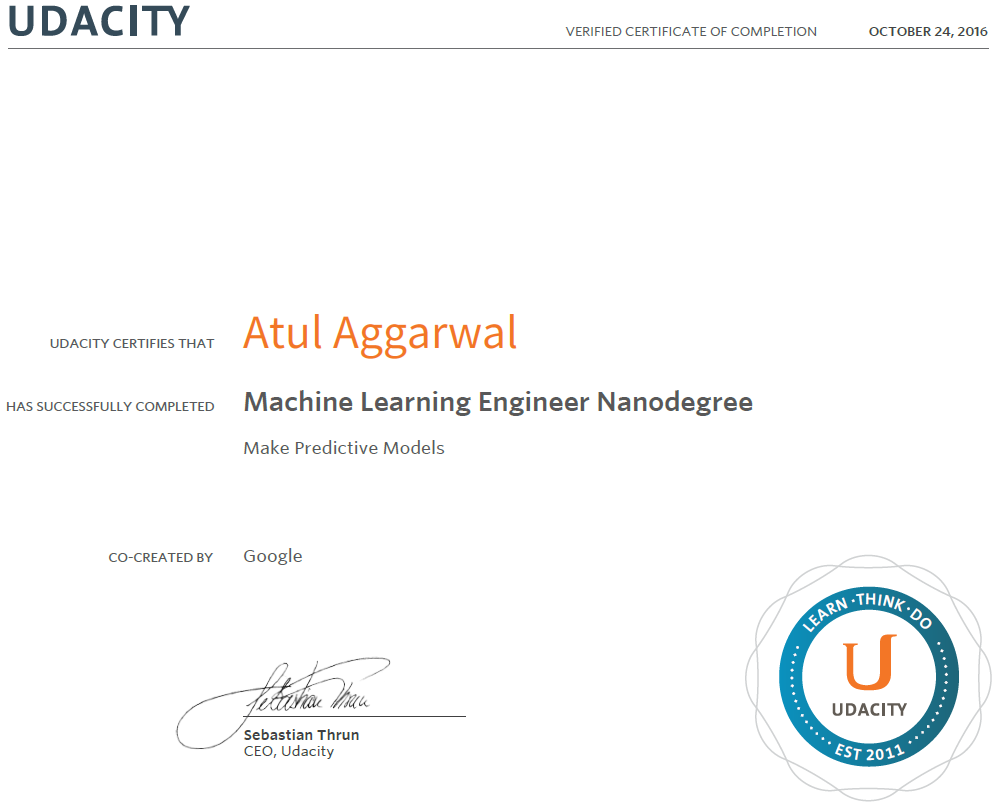 UDACITY
VERIFIED CERTIFICATE OF COMPLETION OCTOBER 24, 2016
UDACITY CERTIFIES THAT Atul Aggarwal
HAS SUCCESSFULLY COMPLETED Machine Learning Engineer Nanodegree
Make Predictive Models
CO-CREATED BY Google
Sebastian Thrun
Sebastian Thrun
CEO, Udacity
LEARN · THINK · DO
U
UDACITY
EST 2011